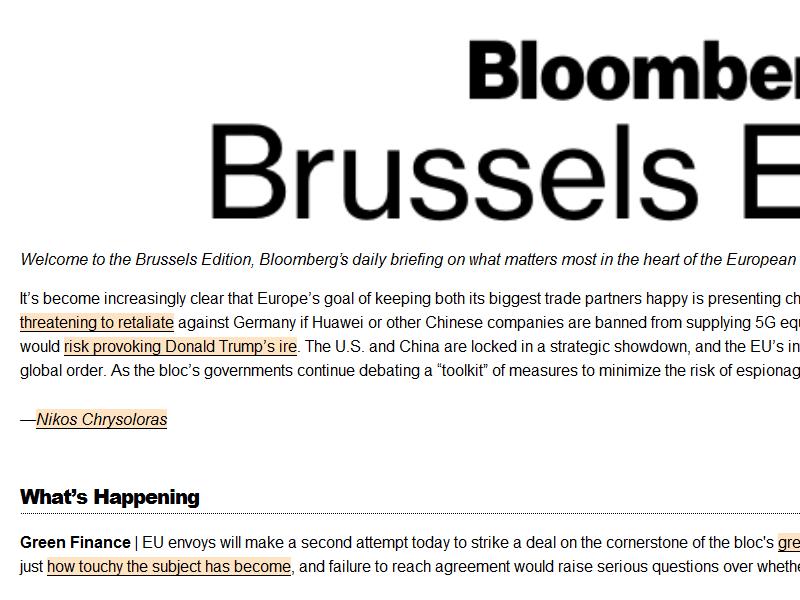 Bloomber
Brussels E
Welcome to the Brussels Edition, Bloomberg's daily briefing on what matters most in the heart of the European
It's become increasingly clear that Europe's goal of keeping both its biggest trade partners happy is presenting ch
threatening to retaliate against Germany if Huawei or other Chinese companies are banned from supplying 5G equ
would risk provoking Donald Trump's ire. The U.S. and China are locked in a strategic showdown, and the EU's in
global order. As the bloc's governments continue debating a “toolkit” of measures to minimize the risk of espionag
—Nikos Chrysoloras
What's Happening
Green Finance | EU envoys will make a second attempt today to strike a deal on the cornerstone of the bloc's gre
just how touchy the subject has become, and failure to reach agreement would raise serious questions over wheth